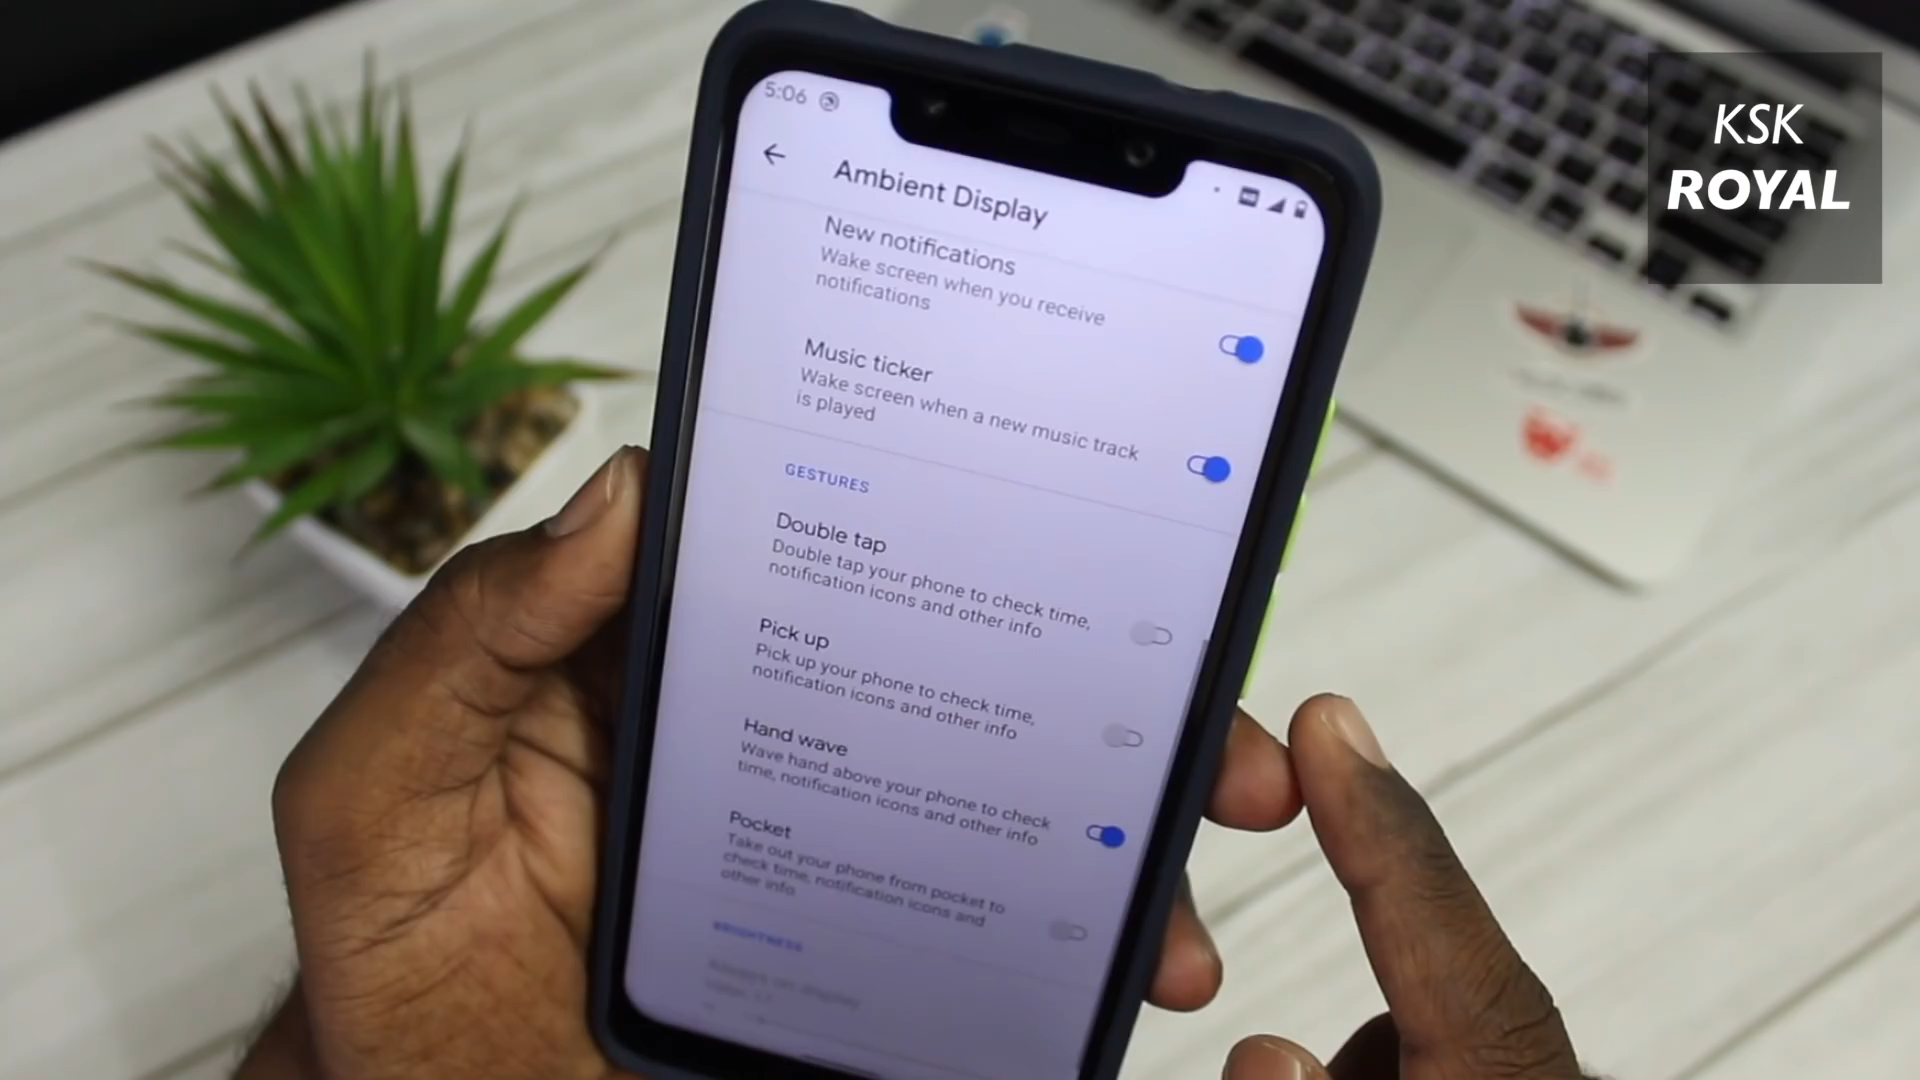 KSK
ROYAL
5:06
Ambient Display
New notifications
Wake screen when you receive
notifications
Music ticker
Wake screen when a new music track
is played
GESTURES
Double tap
Double tap your phone to check time,
notification icons and other info
Pick up
Pick up your phone to check time,
notification icons and other info
Hand wave
Wave hand above your phone to check
time, notification icons and other info
Pocket
Take out your phone from pocket to
check time, notification icons and
other info
BRIGHTNESS
Always on display